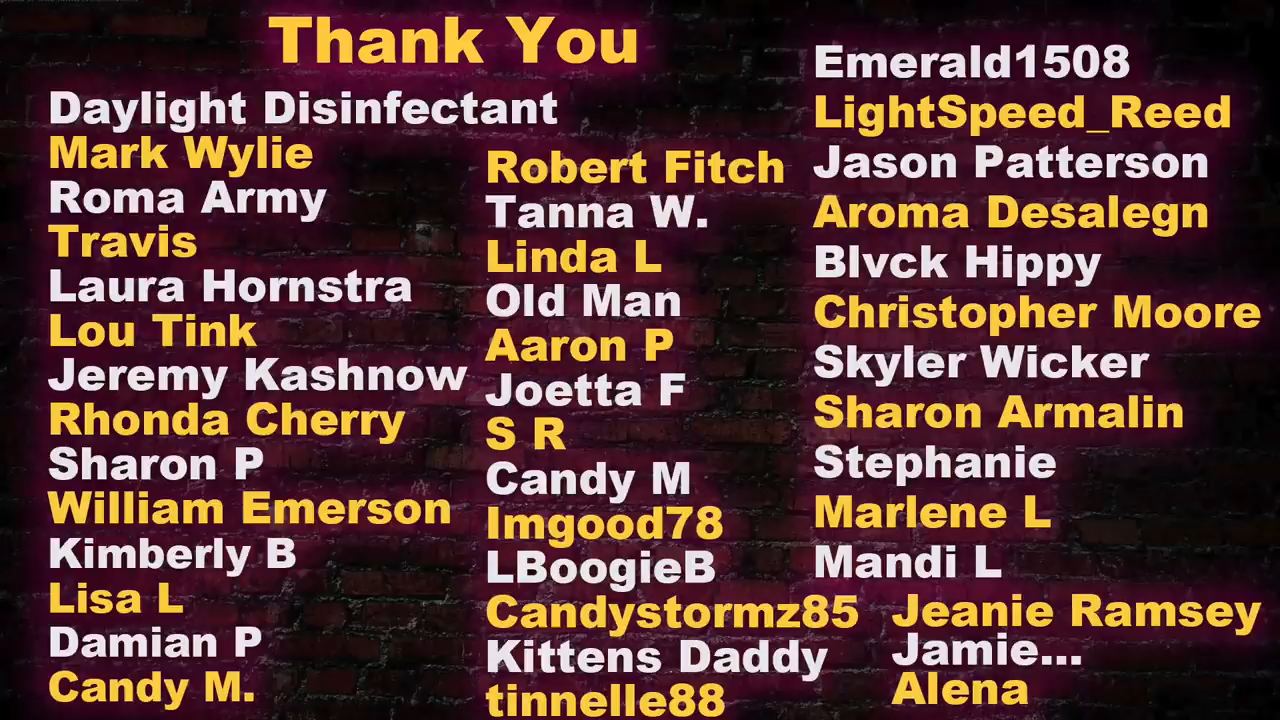 Thank You
Daylight Disinfectant
Mark Wylie
Roma Army
Travis
Laura Hornstra
Lou Tink
Jeremy Kashnow
Rhonda Cherry
Sharon P
William Emerson
Kimberly B
Lisa L
Damian P
Candy M.
Robert Fitch
Tanna W.
Linda L
Old Man
Aaron P
Joetta F
S R
Candy M
Imgood78
LBoogieB
Candystormz85
Kittens Daddy
tinnelle88
Emerald1508
LightSpeed_Reed
Jason Patterson
Aroma Desalegn
Blvck Hippy
Christopher Moore
Skyler Wicker
Sharon Armalin
Stephanie
Marlene L
Mandi L
Jeanie Ramsey
Jamie...
Alena